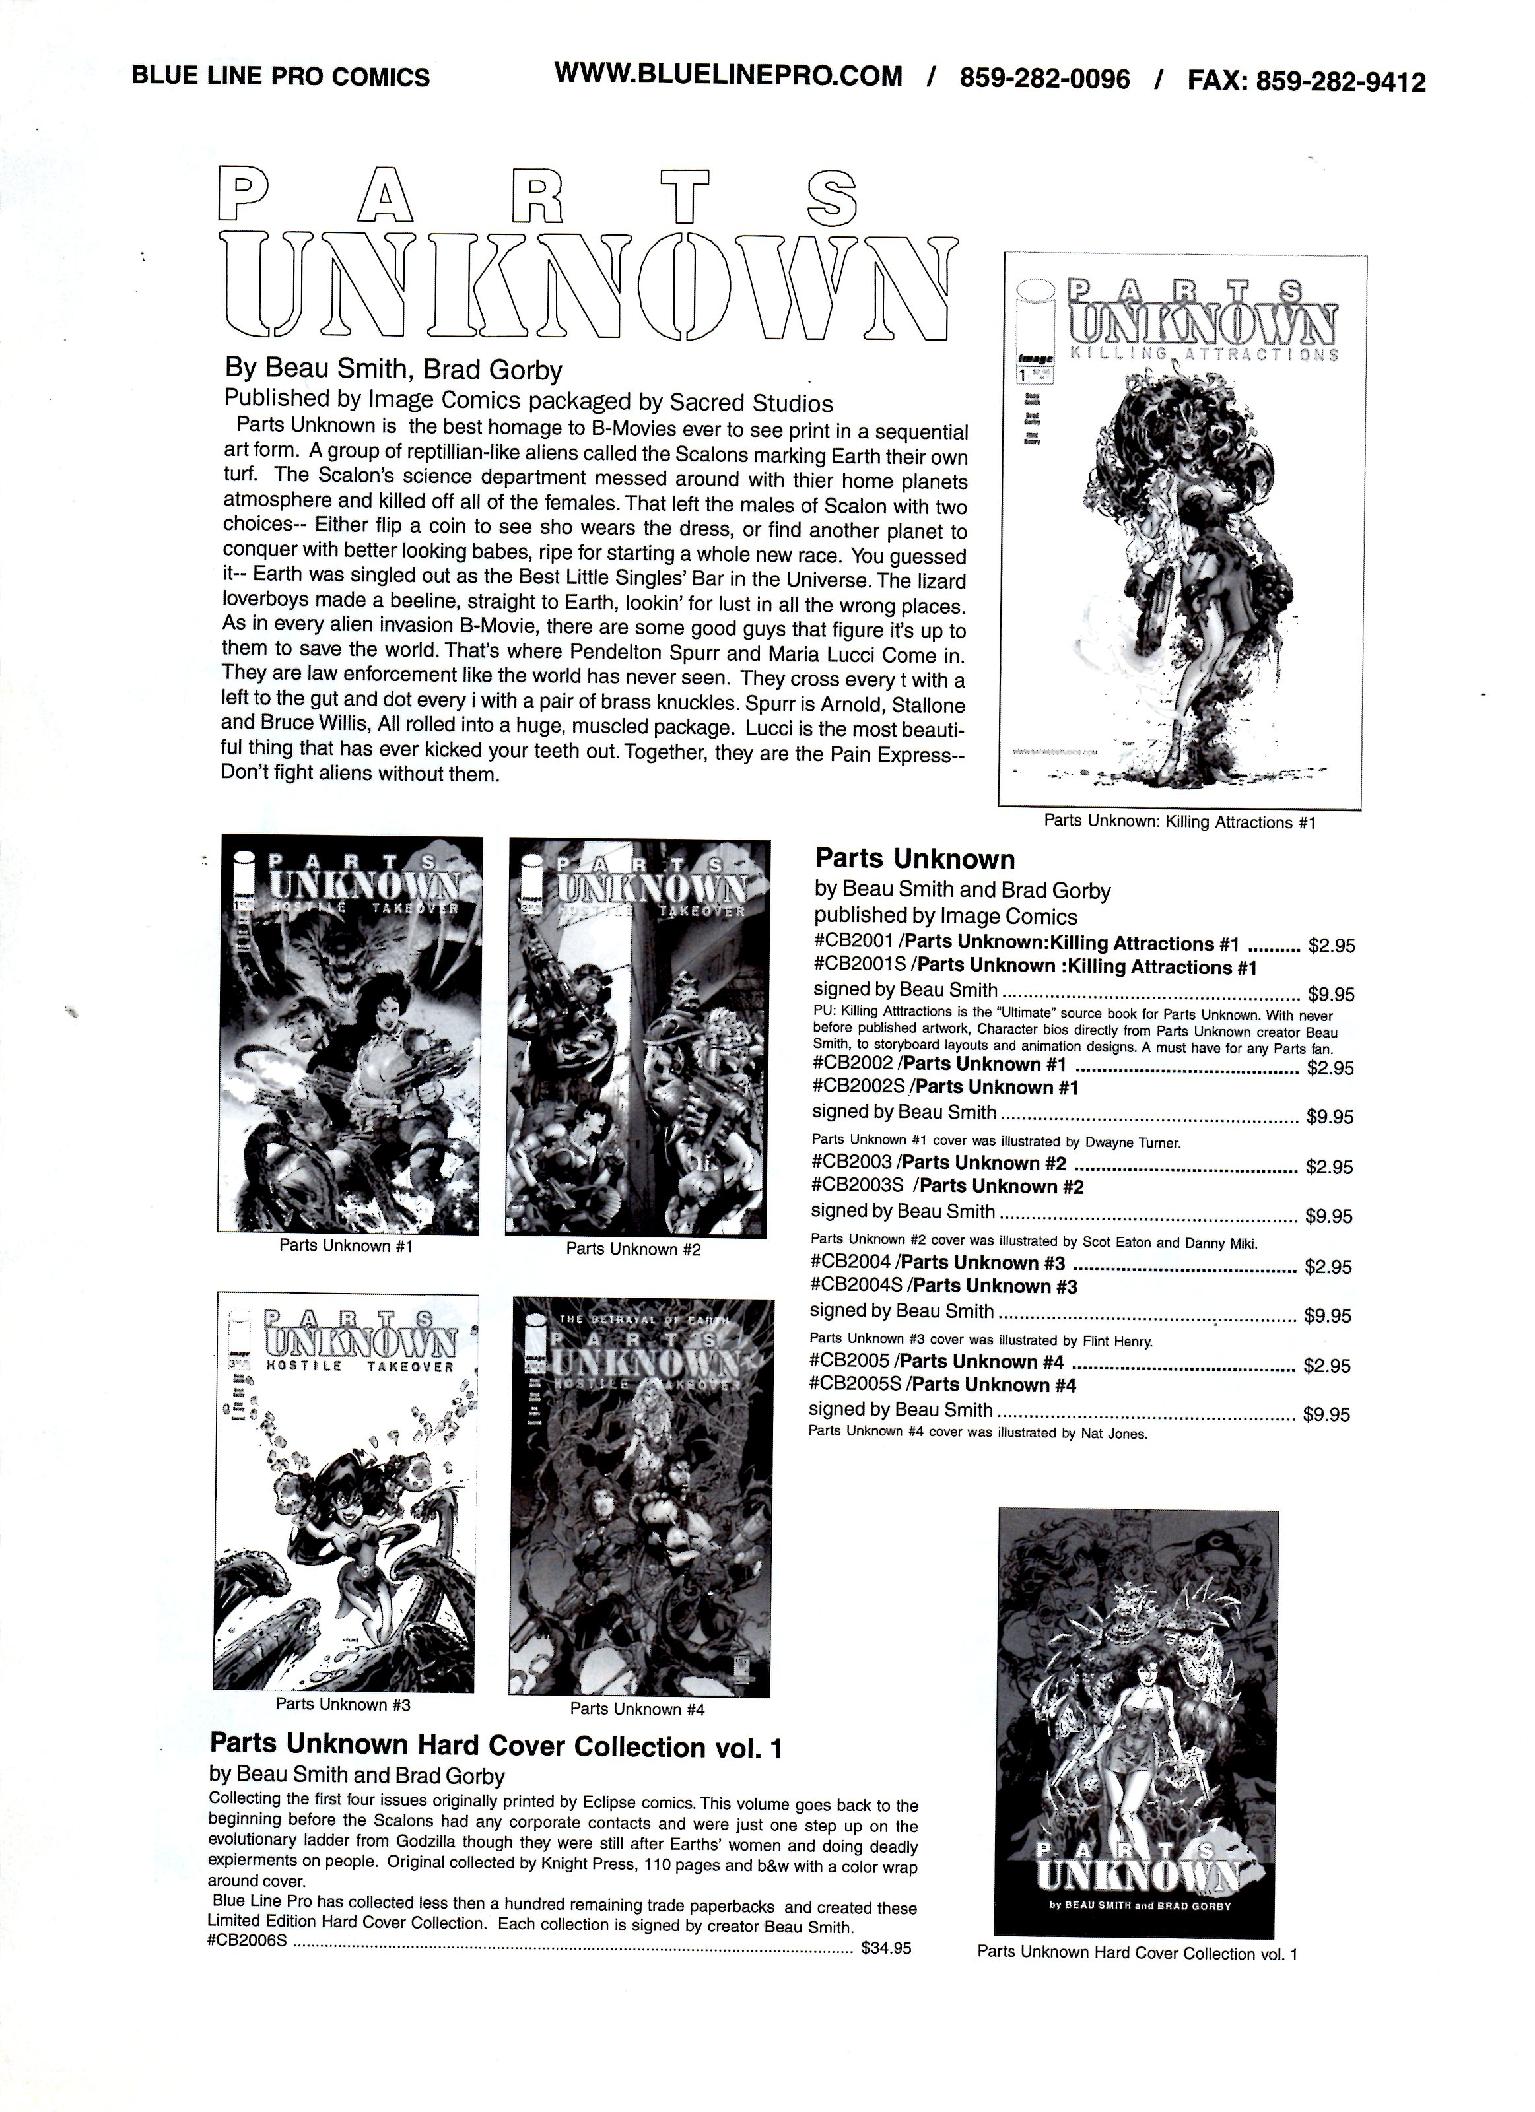 BLUE LINE PRO COMICS
WWW.BLUELINEPRO.COM / 859-282-0096 / FAX: 859-282-9412
PARTS
UNKNOWN
By Beau Smith, Brad Gorby
Published by Image Comics packaged by Sacred Studios
Parts Unknown is the best homage to B-Movies ever to see print in a sequential
art form. A group of reptillian-like aliens called the Scalons marking Earth their own
turf. The Scalon's science department messed around with thier home planets
atmosphere and killed off all of the females. That left the males of Scalon with two
choices-- Either flip a coin to see sho wears the dress, or find another planet to
conquer with better looking babes, ripe for starting a whole new race. You guessed
it-- Earth was singled out as the Best Little Singles' Bar in the Universe. The lizard
loverboys made a beeline, straight to Earth, lookin' for lust in all the wrong places.
As in every alien invasion B-Movie, there are some good guys that figure it's up to
them to save the world. That's where Pendelton Spurr and Maria Lucci Come in.
They are law enforcement like the world has never seen. They cross every t with a
left to the gut and dot every i with a pair of brass knuckles. Spurr is Arnold, Stallone
and Bruce Willis, All rolled into a huge, muscled package. Lucci is the most beauti-
ful thing that has ever kicked your teeth out. Together, they are the Pain Express--
Don't fight aliens without them.
PARTS
UNKNOWN
KILLING ATTRACTIONS
image
1
Parts Unknown: Killing Attractions #1
PARTS
UNKNOWN
HOSTILE TAKEOVER
Parts Unknown #1
PARTS
UNKNOWN
HOSTILE TAKEOVER
Parts Unknown #2
Parts Unknown
by Beau Smith and Brad Gorby
published by Image Comics
#CB2001 /Parts Unknown:Killing Attractions #1 .......... $2.95
#CB2001S /Parts Unknown :Killing Attractions #1
signed by Beau Smith ......................................................... $9.95
PU: Killing Atttractions is the "Ultimate" source book for Parts Unknown. With never
before published artwork, Character bios directly from Parts Unknown creator Beau
Smith, to storyboard layouts and animation designs. A must have for any Parts fan.
#CB2002 /Parts Unknown #1 ........................................... $2.95
#CB2002S /Parts Unknown #1
signed by Beau Smith ......................................................... $9.95
Parts Unknown #1 cover was illustrated by Dwayne Turner.
#CB2003 /Parts Unknown #2 ........................................... $2.95
#CB2003S /Parts Unknown #2
signed by Beau Smith ......................................................... $9.95
Parts Unknown #2 cover was illustrated by Scot Eaton and Danny Miki.
#CB2004 /Parts Unknown #3 ........................................... $2.95
#CB2004S /Parts Unknown #3
signed by Beau Smith ......................................................... $9.95
Parts Unknown #3 cover was illustrated by Flint Henry.
#CB2005 /Parts Unknown #4 ........................................... $2.95
#CB2005S /Parts Unknown #4
signed by Beau Smith ......................................................... $9.95
Parts Unknown #4 cover was illustrated by Nat Jones.
PARTS
UNKNOWN
HOSTILE TAKEOVER
Parts Unknown #3
THE BETRAYAL OF EARTH
PARTS
UNKNOWN
HOSTILE TAKEOVER
Parts Unknown #4
Parts Unknown Hard Cover Collection vol. 1
by Beau Smith and Brad Gorby
Collecting the first four issues originally printed by Eclipse comics. This volume goes back to the
beginning before the Scalons had any corporate contacts and were just one step up on the
evolutionary ladder from Godzilla though they were still after Earths' women and doing deadly
expierments on people. Original collected by Knight Press, 110 pages and b&w with a color wrap
around cover.
Blue Line Pro has collected less then a hundred remaining trade paperbacks and created these
Limited Edition Hard Cover Collection. Each collection is signed by creator Beau Smith.
#CB2006S ............................................................................................................ $34.95
PARTS
UNKNOWN
by BEAU SMITH and BRAD GORBY
Parts Unknown Hard Cover Collection vol. 1